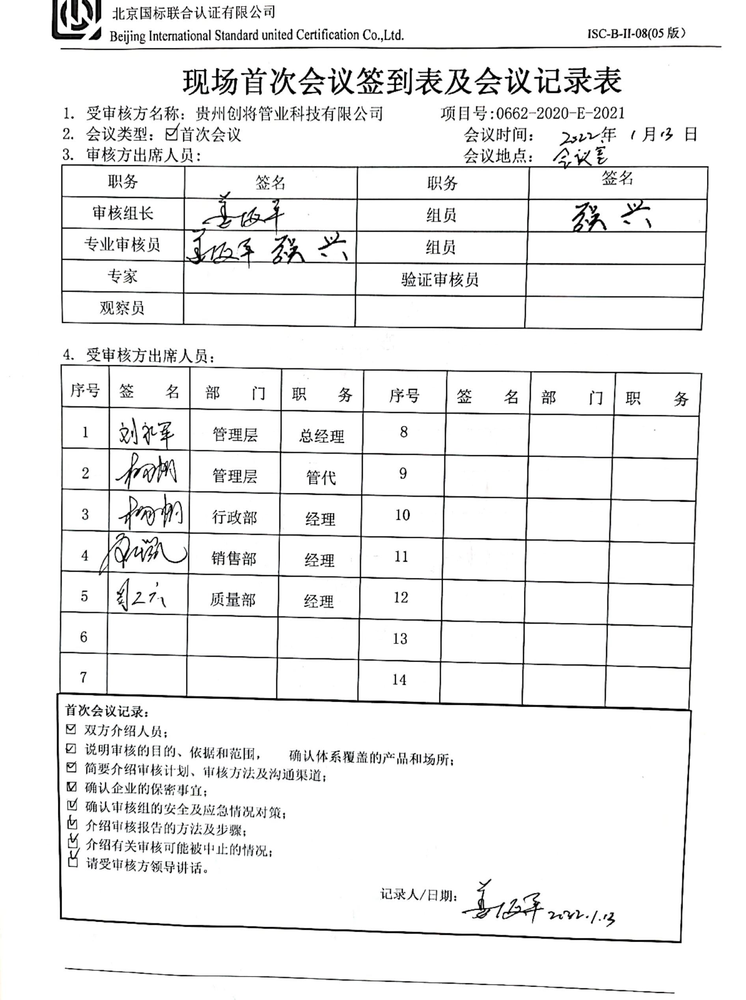 北京国标联合认证有限公司
Beijing International Standard united Certification Co.,Ltd.
ISC-B-II-08(05 版)
现场首次会议签到表及会议记录表
1. 受审核方名称：贵州创将管业科技有限公司 项目号:0662-2020-E-2021
2. 会议类型：☑首次会议 会议时间： 2022年 1月13日
3. 审核方出席人员： 会议地点： 会议室
职务 签名 职务 签名
审核组长 组员 张兴
专业审核员 张兴 组员
专家 验证审核员
观察员
4. 受审核方出席人员：
序号 签 名 部 门 职 务 序号 签 名 部 门 职 务
1 刘永军 管理层 总经理 8
2 管理层 管代 9
3 行政部 经理 10
4 销售部 经理 11
5 质量部 经理 12
6 13
7 14
首次会议记录：
☑ 双方介绍人员；
☑ 说明审核的目的、依据和范围， 确认体系覆盖的产品和场所；
☑ 简要介绍审核计划、审核方法及沟通渠道；
☑ 确认企业的保密事宜；
☑ 确认审核组的安全及应急情况对策；
☑ 介绍审核报告的方法及步骤；
☑ 介绍有关审核可能被中止的情况；
☑ 请受审核方领导讲话。
记录人/日期： 2022.1.13